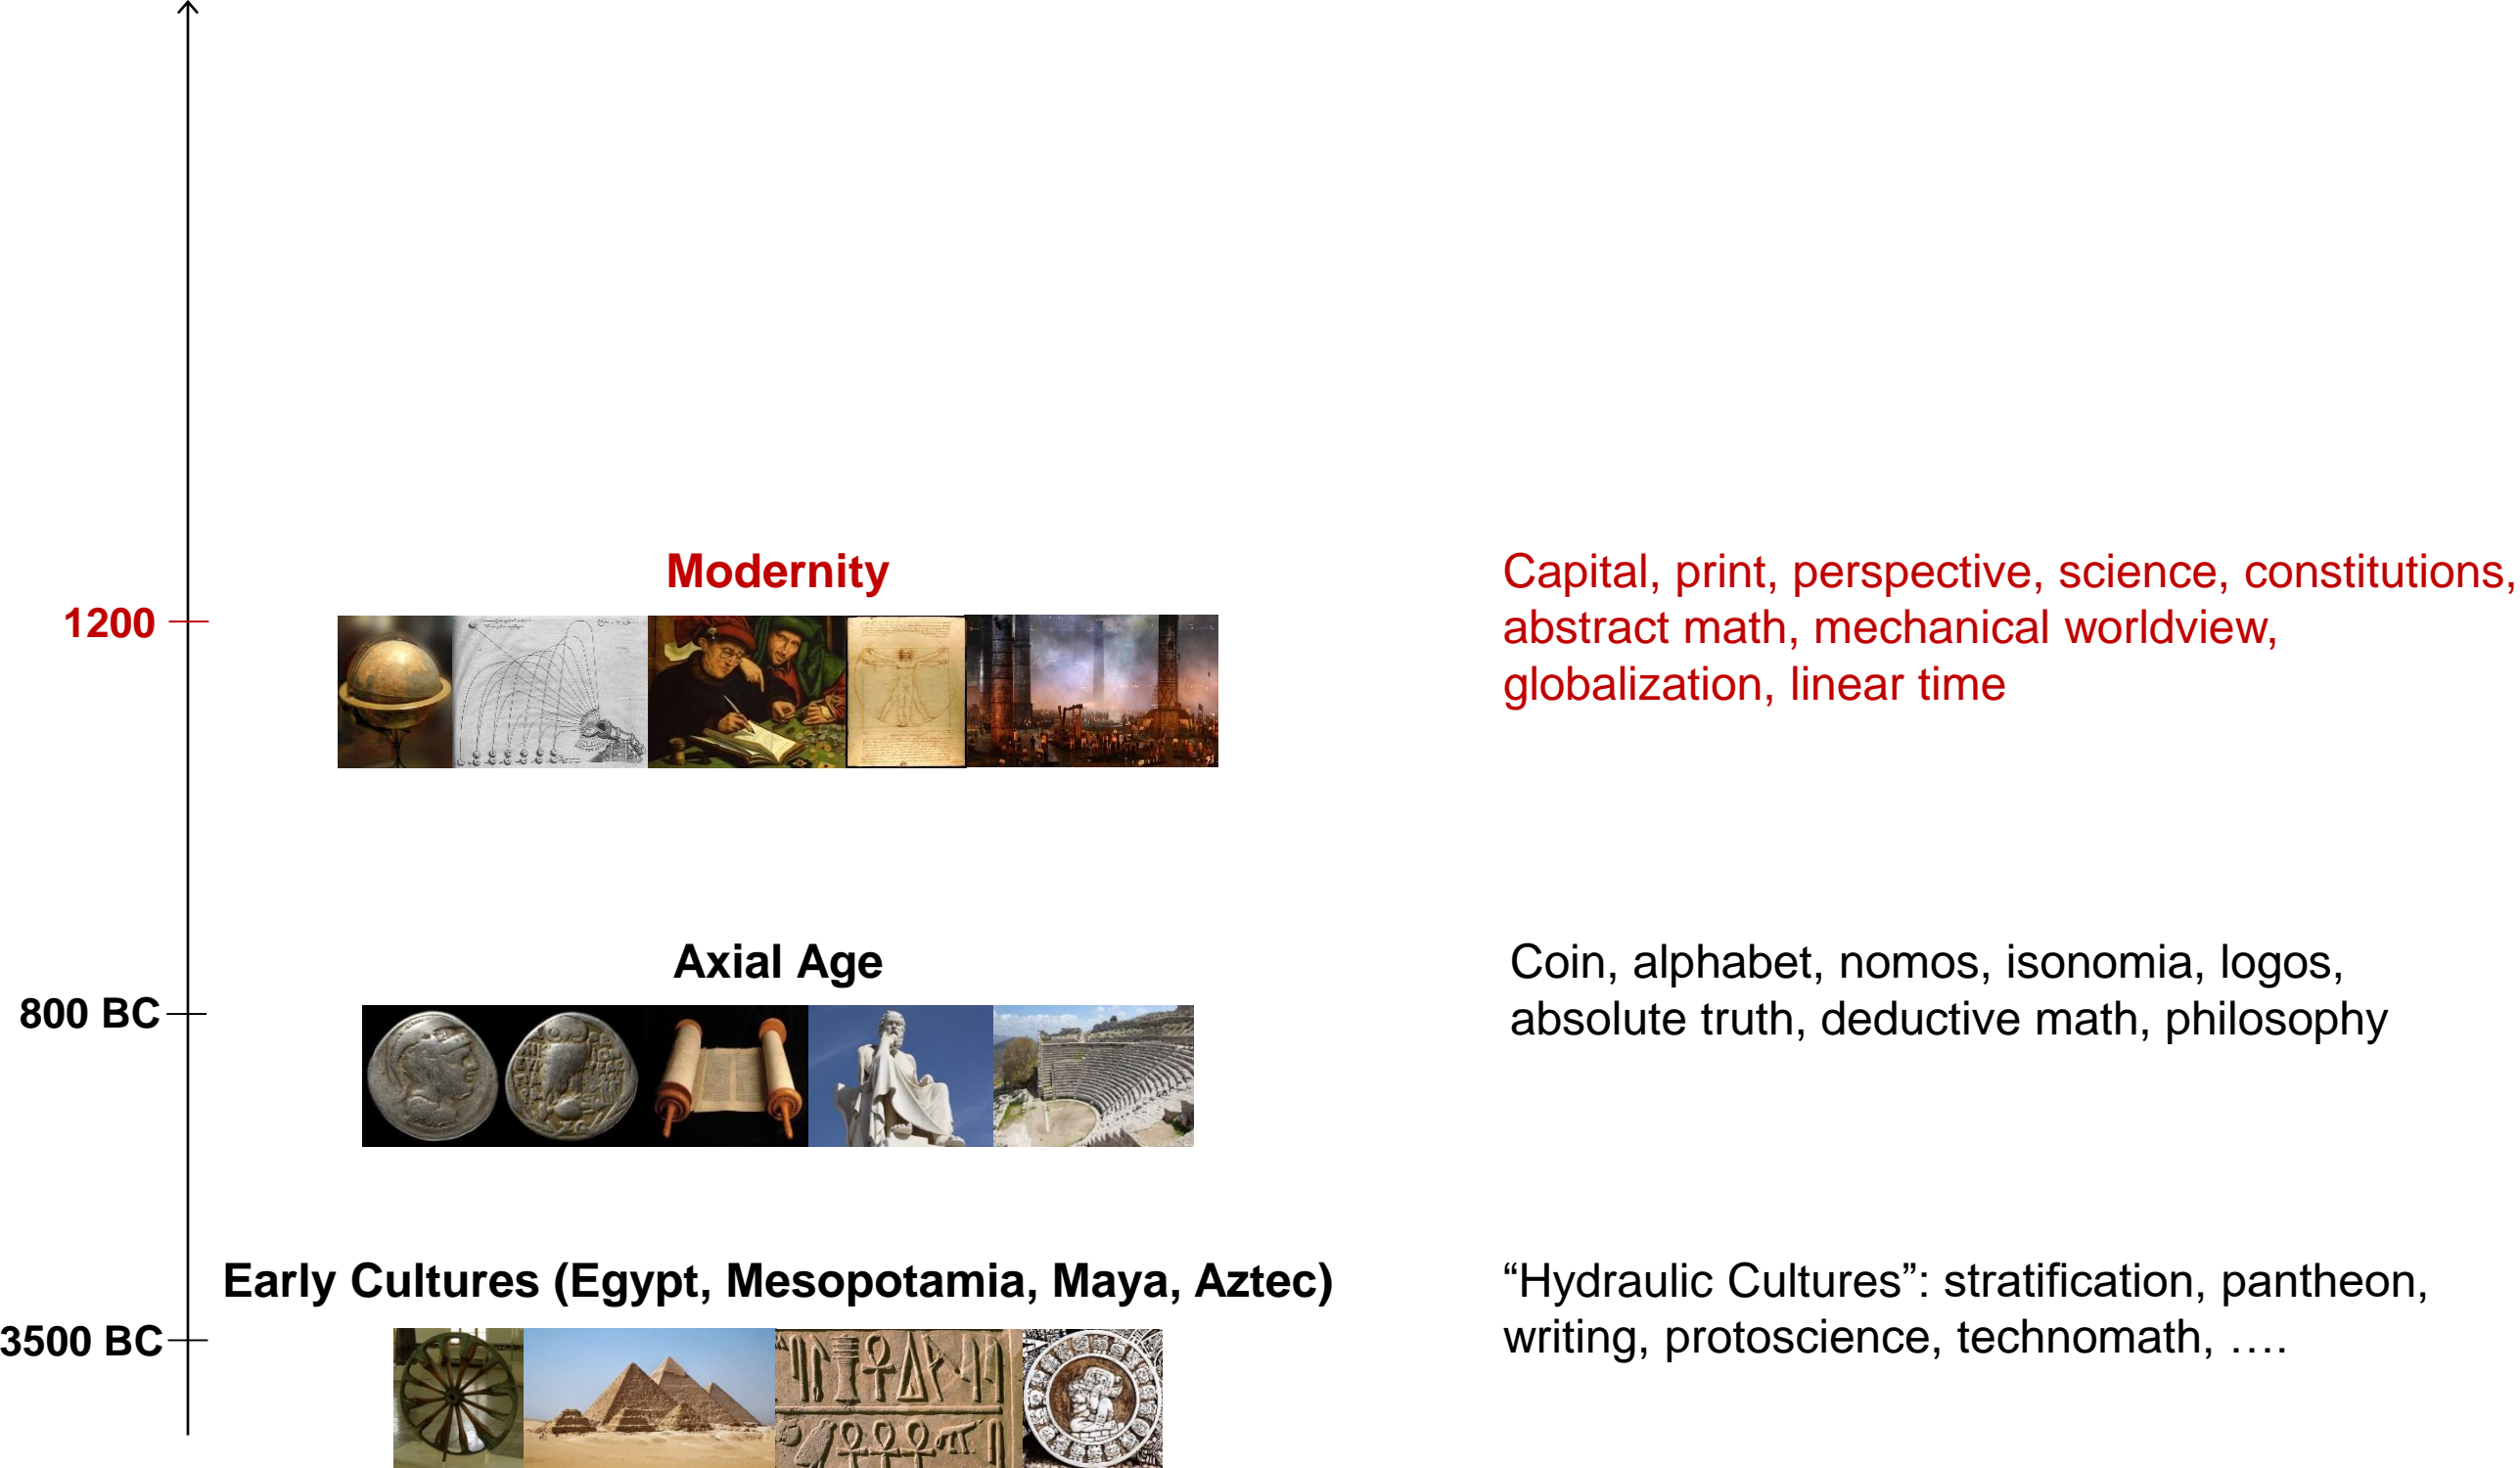 Modernity
Capital, print, perspective, science, constitutions,
1200
abstract math, mechanical worldview,
globalization, linear time
Axial Age
Coin, alphabet, nomos, isonomia, logos,
800 BC
absolute truth, deductive math, philosophy
Early Cultures (Egypt, Mesopotamia, Maya, Aztec)
“Hydraulic Cultures”: stratification, pantheon,
3500 BC
writing, protoscience, technomath, ….